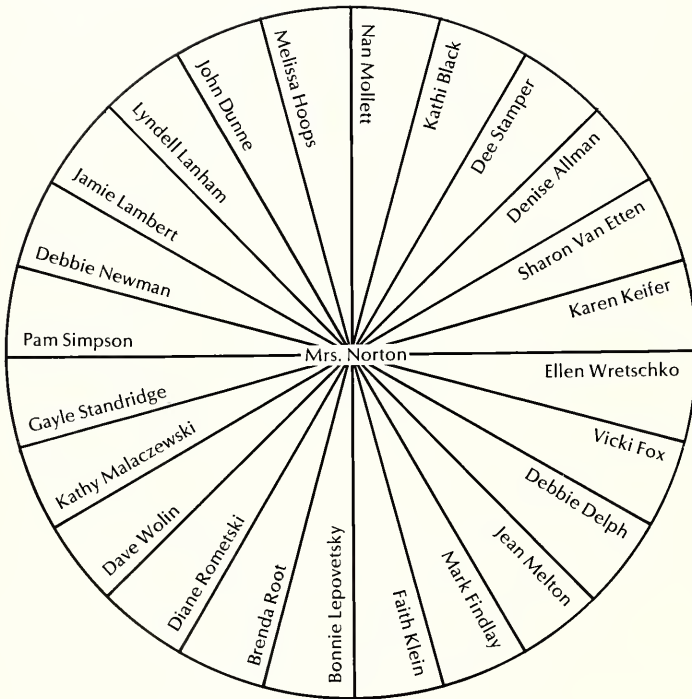 Nan Mollett
Kathi Black
Dee Stamper
Denise Allman
Sharon Van Etten
Karen Keifer
Ellen Wretschko
Vicki Fox
Debbie Delph
Jean Melton
Mark Findlay
Faith Klein
Bonnie Lepovetsky
Brenda Root
Diane Rometski
Dave Wolin
Kathy Malaczewski
Gayle Standridge
Pam Simpson
Debbie Newman
Jamie Lambert
Lyndell Lanham
John Dunne
Melissa Hoops
Mrs. Norton